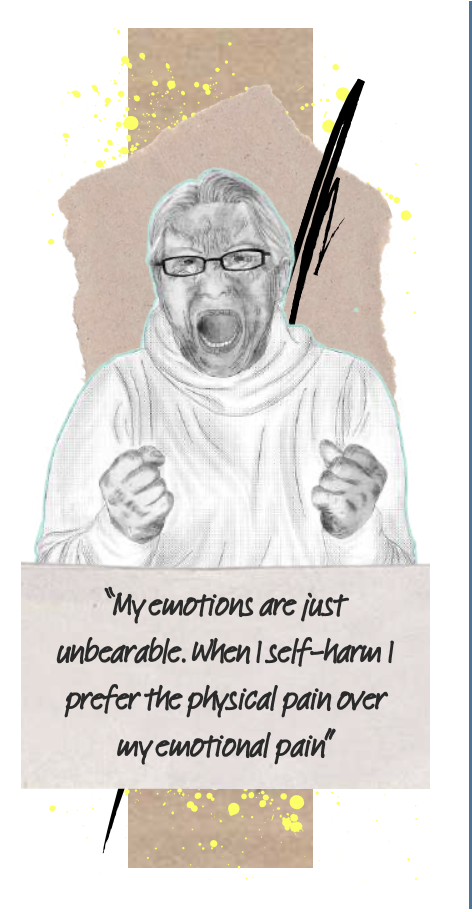 "My emotions are just
unbearable. When I self-harm I
prefer the physical pain over
my emotional pain"